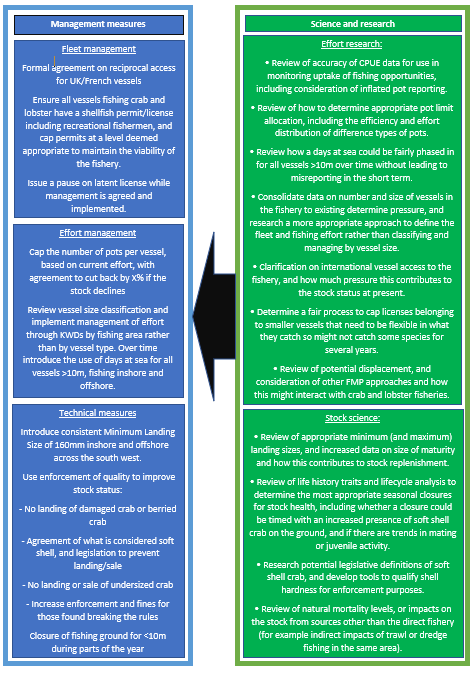 Management measures
Fleet management
Formal agreement on reciprocal access
for UK/French vessels
Ensure all vessels fishing crab and
lobster have a shellfish permit/license
including recreational fishermen, and
cap permits at a level deemed
appropriate to maintain the viability of
the fishery.
Issue a pause on latent license while
management is agreed and
implemented.
Effort management
Cap the number of pots per vessel,
based on current effort, with
agreement to cut back by X% if the
stock declines
Review vessel size classification and
implement management of effort
through KWDs by fishing area rather
than by vessel type. Over time
introduce the use of days at sea for all
vessels >10m, fishing inshore and
offshore.
Technical measures
Introduce consistent Minimum Landing
Size of 160mm inshore and offshore
across the south west.
Use enforcement of quality to improve
stock status:
- No landing of damaged crab or berried
crab
- Agreement of what is considered soft
shell, and legislation to prevent
landing/sale
- No landing or sale of undersized crab
- Increase enforcement and fines for
those found breaking the rules
Closure of fishing ground for <10m
during parts of the year
Science and research
Effort research:
• Review of accuracy of CPUE data for use in
monitoring uptake of fishing opportunities,
including consideration of inflated pot reporting.
• Review of how to determine appropriate pot limit
allocation, including the efficiency and effort
distribution of difference types of pots.
• Review how a days at sea could be fairly phased in
for all vessels >10m over time without leading to
misreporting in the short term.
• Consolidate data on number and size of vessels in
the fishery to existing determine pressure, and
research a more appropriate approach to define the
fleet and fishing effort rather than classifying and
managing by vessel size.
• Clarification on international vessel access to the
fishery, and how much pressure this contributes to
the stock status at present.
• Determine a fair process to cap licenses belonging
to smaller vessels that need to be flexible in what
they catch so might not catch some species for
several years.
• Review of potential displacement, and
consideration of other FMP approaches and how
this might interact with crab and lobster fisheries.
Stock science:
• Review of appropriate minimum (and maximum)
landing sizes, and increased data on size of maturity
and how this contributes to stock replenishment.
• Review of life history traits and lifecycle analysis to
determine the most appropriate seasonal closures
for stock health, including whether a closure could
be timed with an increased presence of soft shell
crab on the ground, and if there are trends in mating
or juvenile activity.
• Research potential legislative definitions of soft
shell crab, and develop tools to qualify shell
hardness for enforcement purposes.
• Review of natural mortality levels, or impacts on
the stock from sources other than the direct fishery
(for example indirect impacts of trawl or dredge
fishing in the same area).